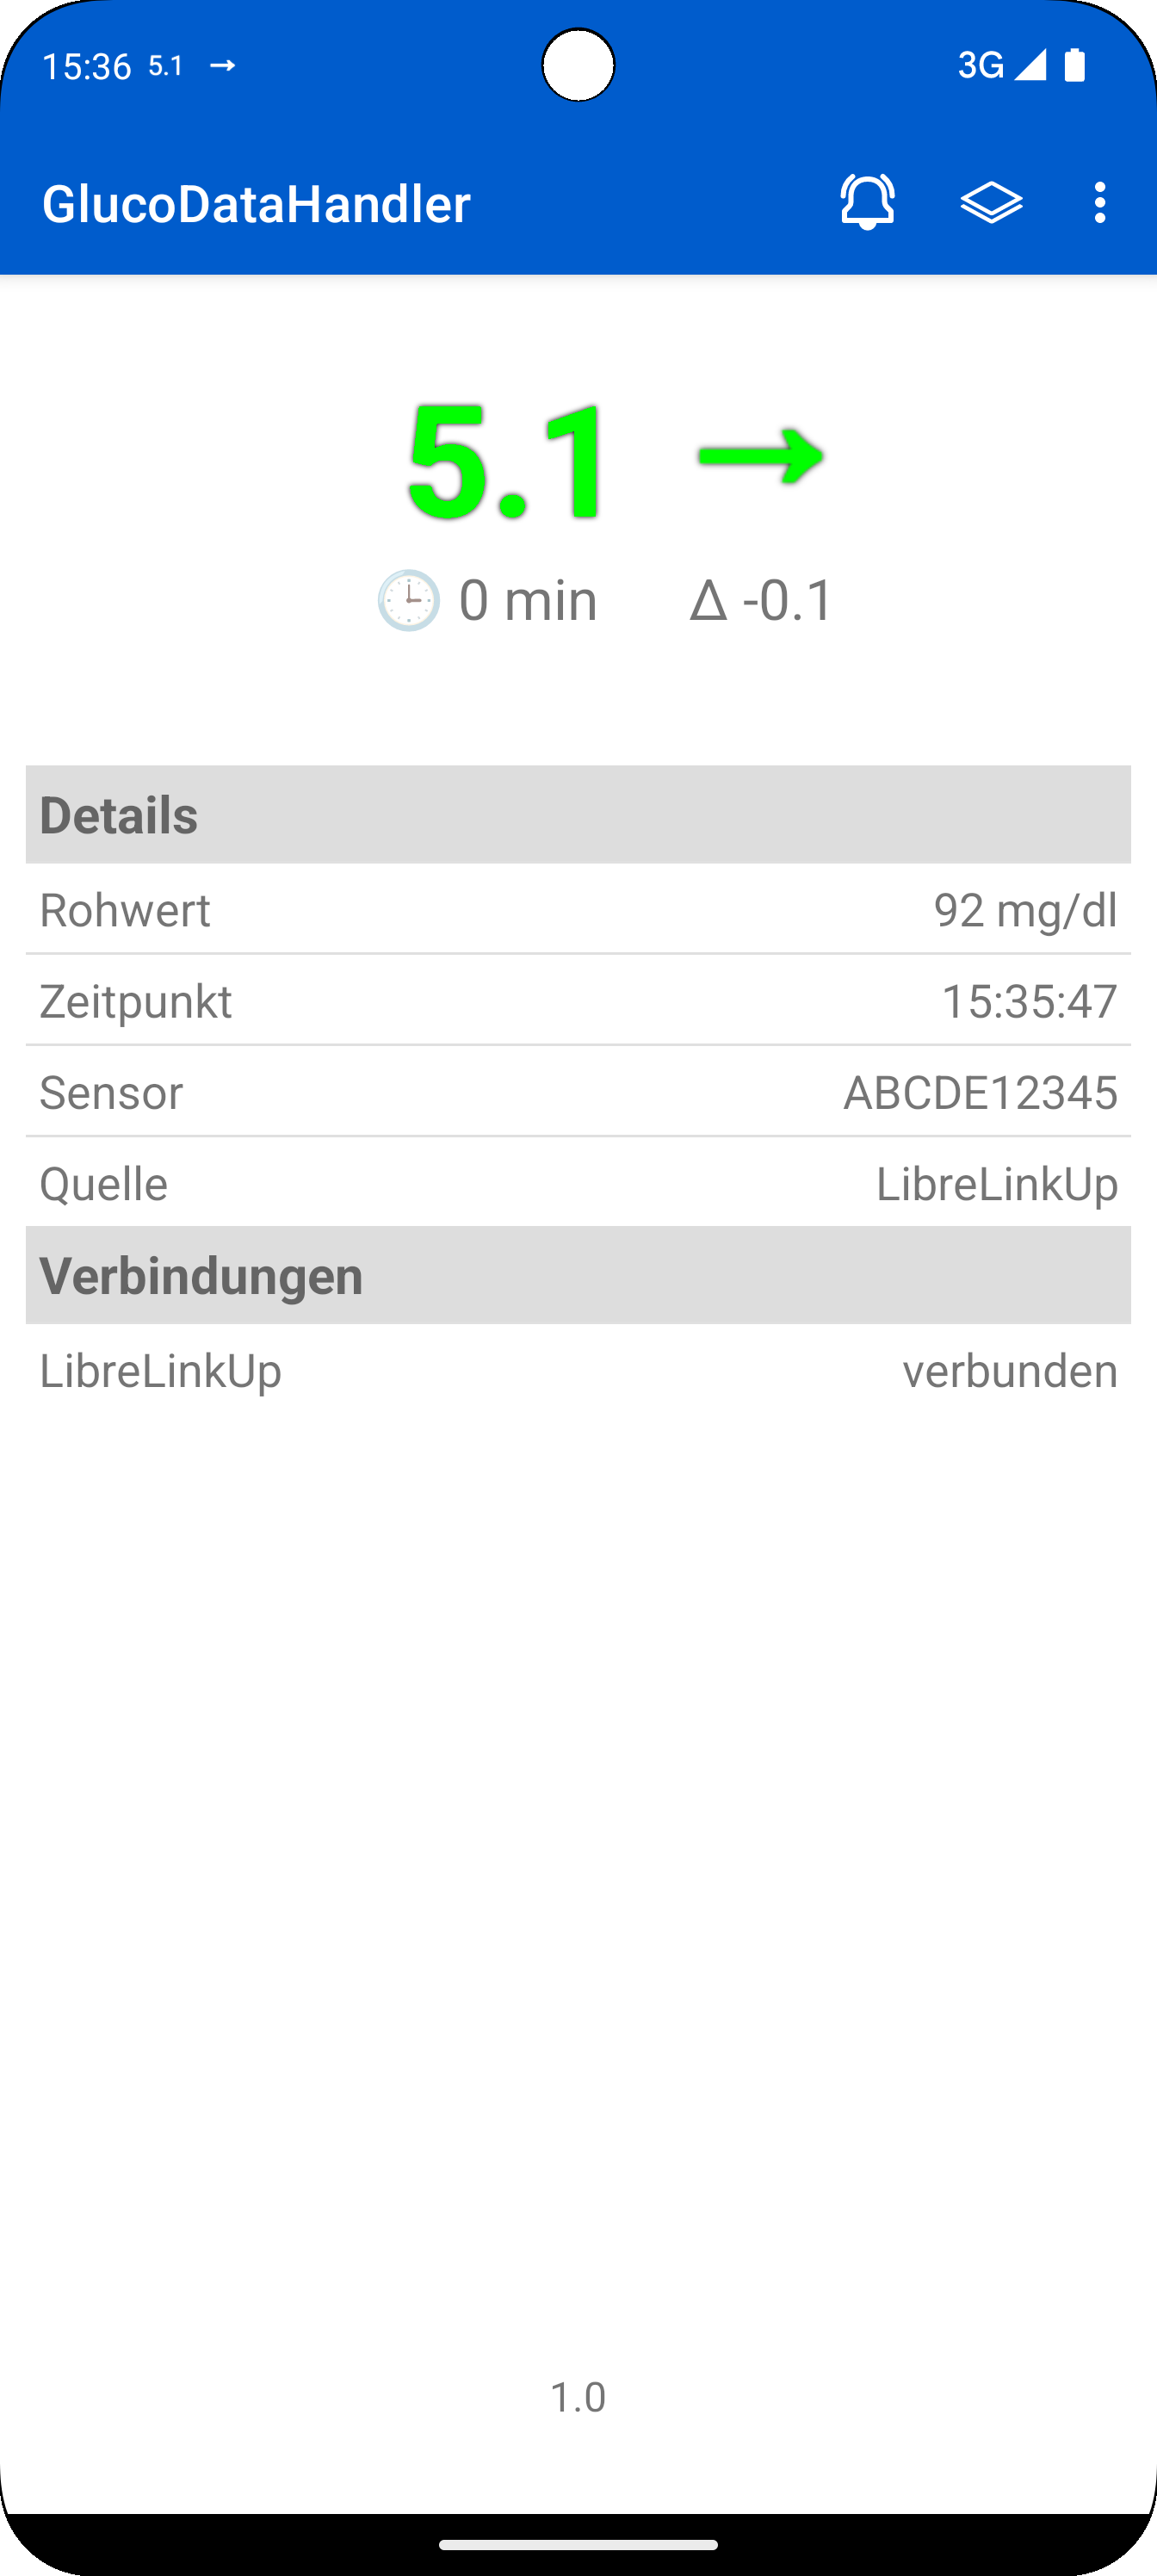 15:36 5.1 → 3G
GlucoDataHandler
5.1 →
0 min Δ -0.1
Details
Rohwert 92 mg/dl
Zeitpunkt 15:35:47
Sensor ABCDE12345
Quelle LibreLinkUp
Verbindungen
LibreLinkUp verbunden
1.0